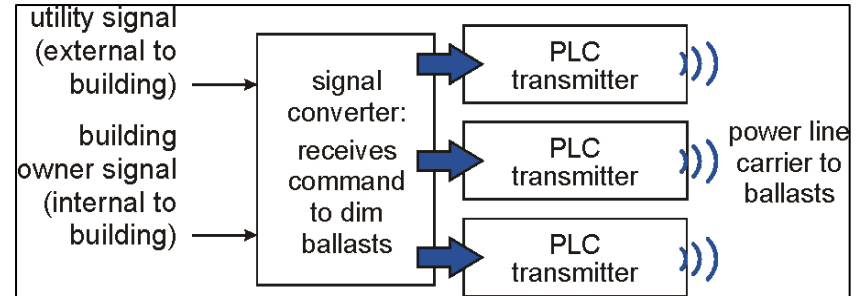 utility signal
(external to
building)
building
owner signal
(internal to
building)
signal
converter:
receives
command
to dim
ballasts
PLC
transmitter
PLC
transmitter
PLC
transmitter
power line
carrier to
ballasts